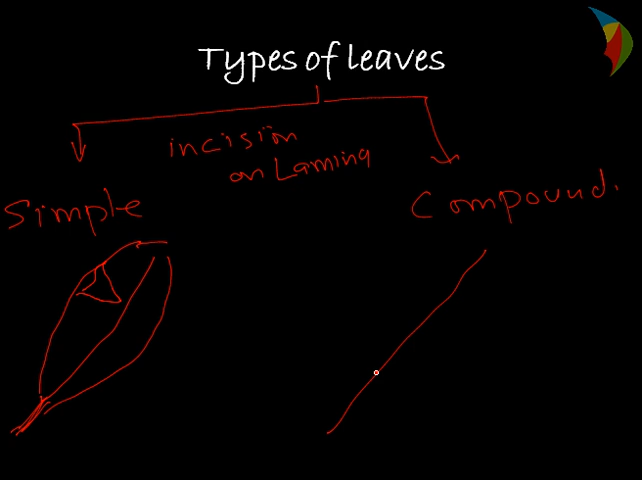 Types of leaves
incision
on Lamina
Simple
Compound.